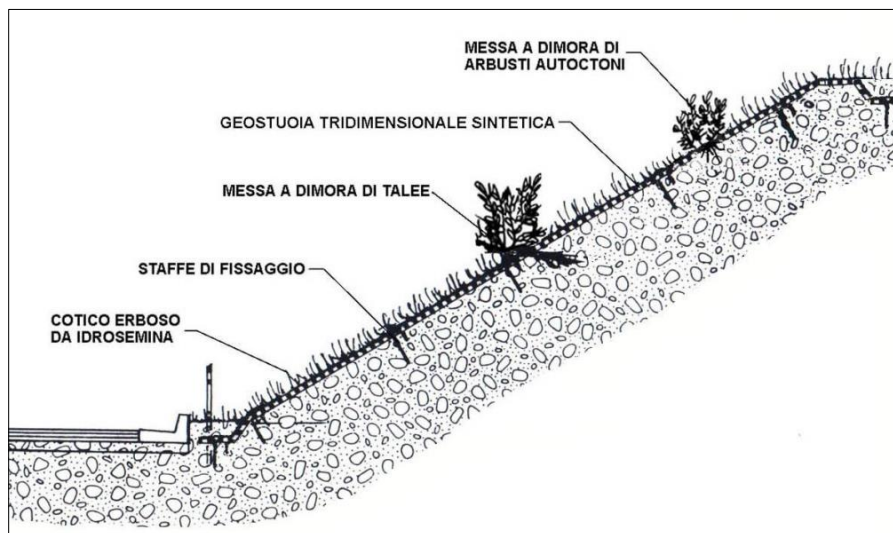 MESSA A DIMORA DI
ARBUSTI AUTOCTONI
GEOSTUOIA TRIDIMENSIONALE SINTETICA
MESSA A DIMORA DI TALEE
STAFFE DI FISSAGGIO
COTICO ERBOSO
DA IDROSEMINA